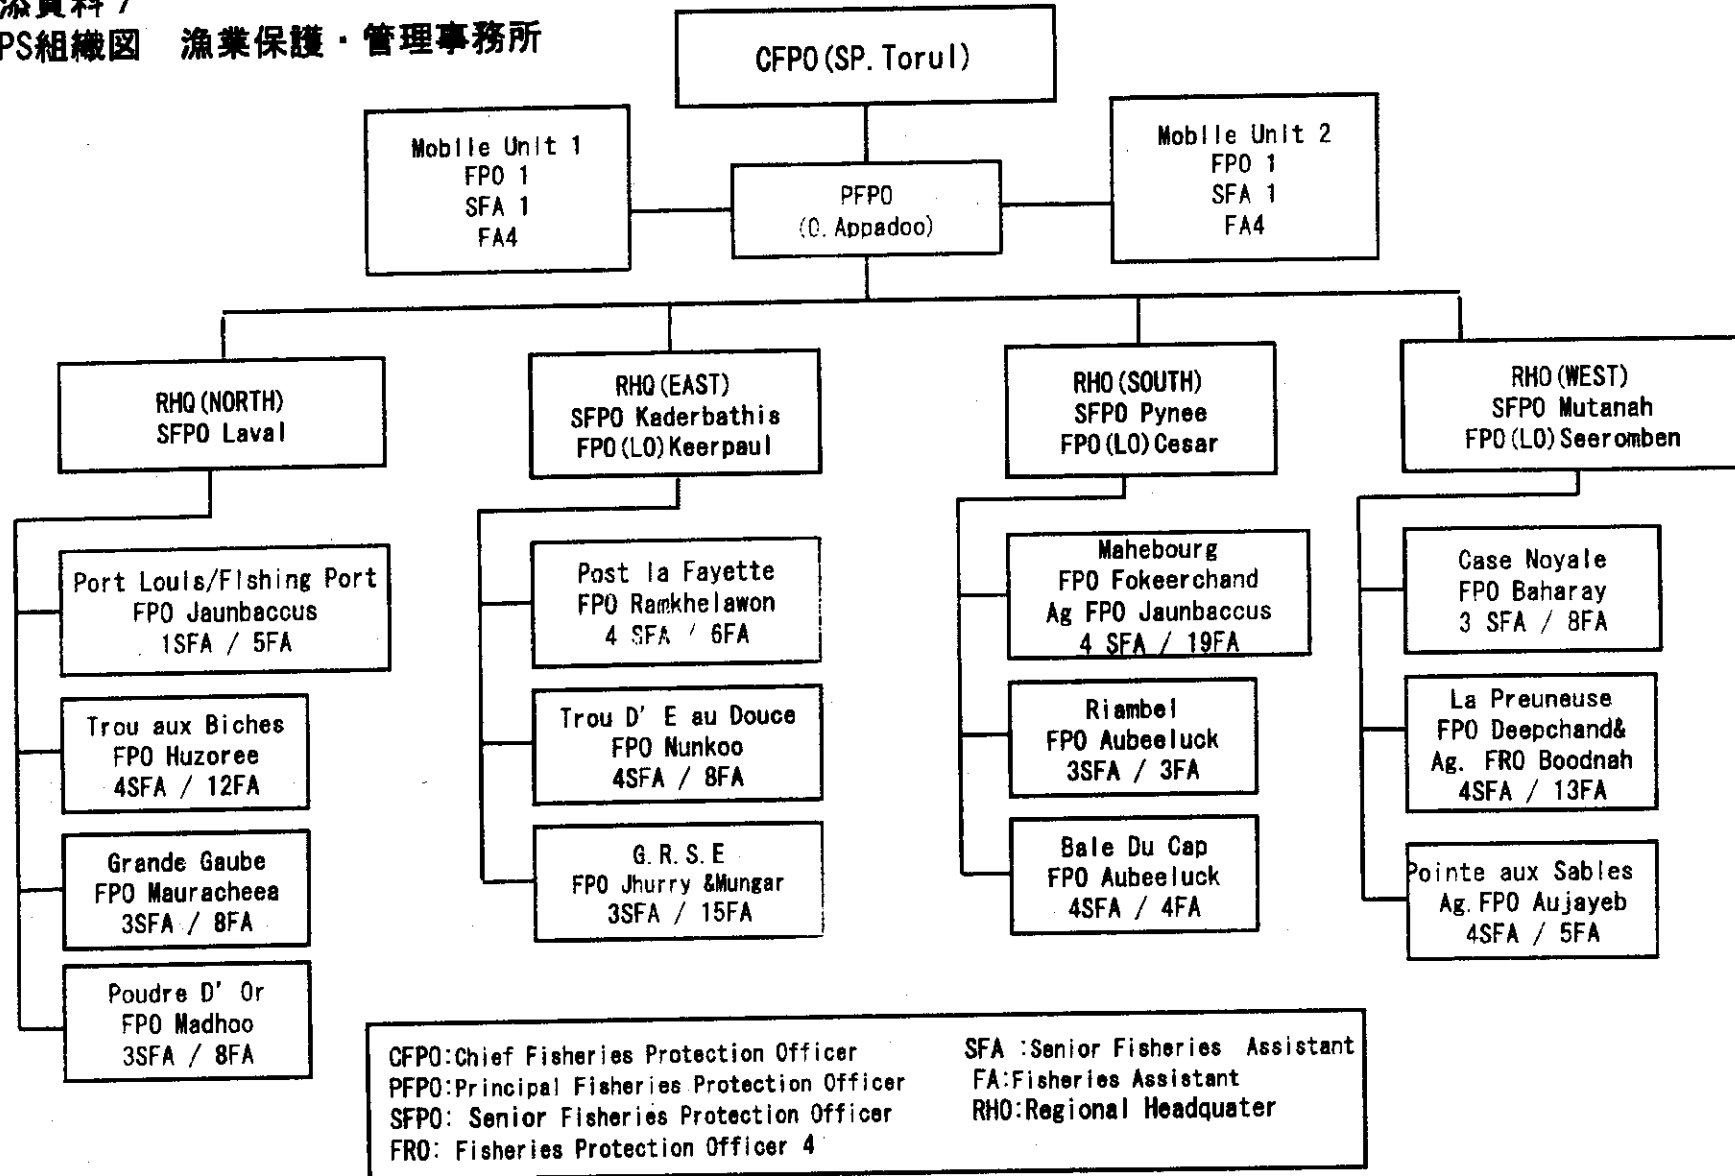 添資料7
PS組織図 漁業保護・管理事務所
CFPO(SP.Torul)
Mobile Unit 1
FPO 1
SFA 1
FA4
PFPO
(O.Appadoo)
Mobile Unit 2
FPO 1
SFA 1
FA4
RHQ(NORTH)
SFPO Laval
RHQ(EAST)
SFPO Kaderbathis
FPO(LO)Keerpaul
RHO(SOUTH)
SFPO Pynee
FPO(LO)Cesar
RHO(WEST)
SFPO Mutanah
FPO(LO)Seeromben
Port Louis/Fishing Port
FPO Jaunbaccus
1SFA / 5FA
Trou aux Biches
FPO Huzoree
4SFA / 12FA
Grande Gaube
FPO Mauracheea
3SFA / 8FA
Poudre D' Or
FPO Madhoo
3SFA / 8FA
Post la Fayette
FPO Ramkhelawon
4 SFA / 6FA
Trou D' E au Douce
FPO Nunkoo
4SFA / 8FA
G.R.S.E
FPO Jhurry &Mungar
3SFA / 15FA
Mahebourg
FPO Fokeerchand
Ag FPO Jaunbaccus
4 SFA / 19FA
Riambel
FPO Aubeeluck
3SFA / 3FA
Bale Du Cap
FPO Aubeeluck
4SFA / 4FA
Case Noyale
FPO Baharay
3 SFA / 8FA
La Preuneuse
FPO Deepchand&
Ag. FRO Boodnah
4SFA / 13FA
Pointe aux Sables
Ag.FPO Aujayeb
4SFA / 5FA
CFPO:Chief Fisheries Protection Officer
PFPO:Principal Fisheries Protection Officer
SFPO: Senior Fisheries Protection Officer
FRO: Fisheries Protection Officer 4
SFA :Senior Fisheries Assistant
FA:Fisheries Assistant
RHO:Regional Headquater